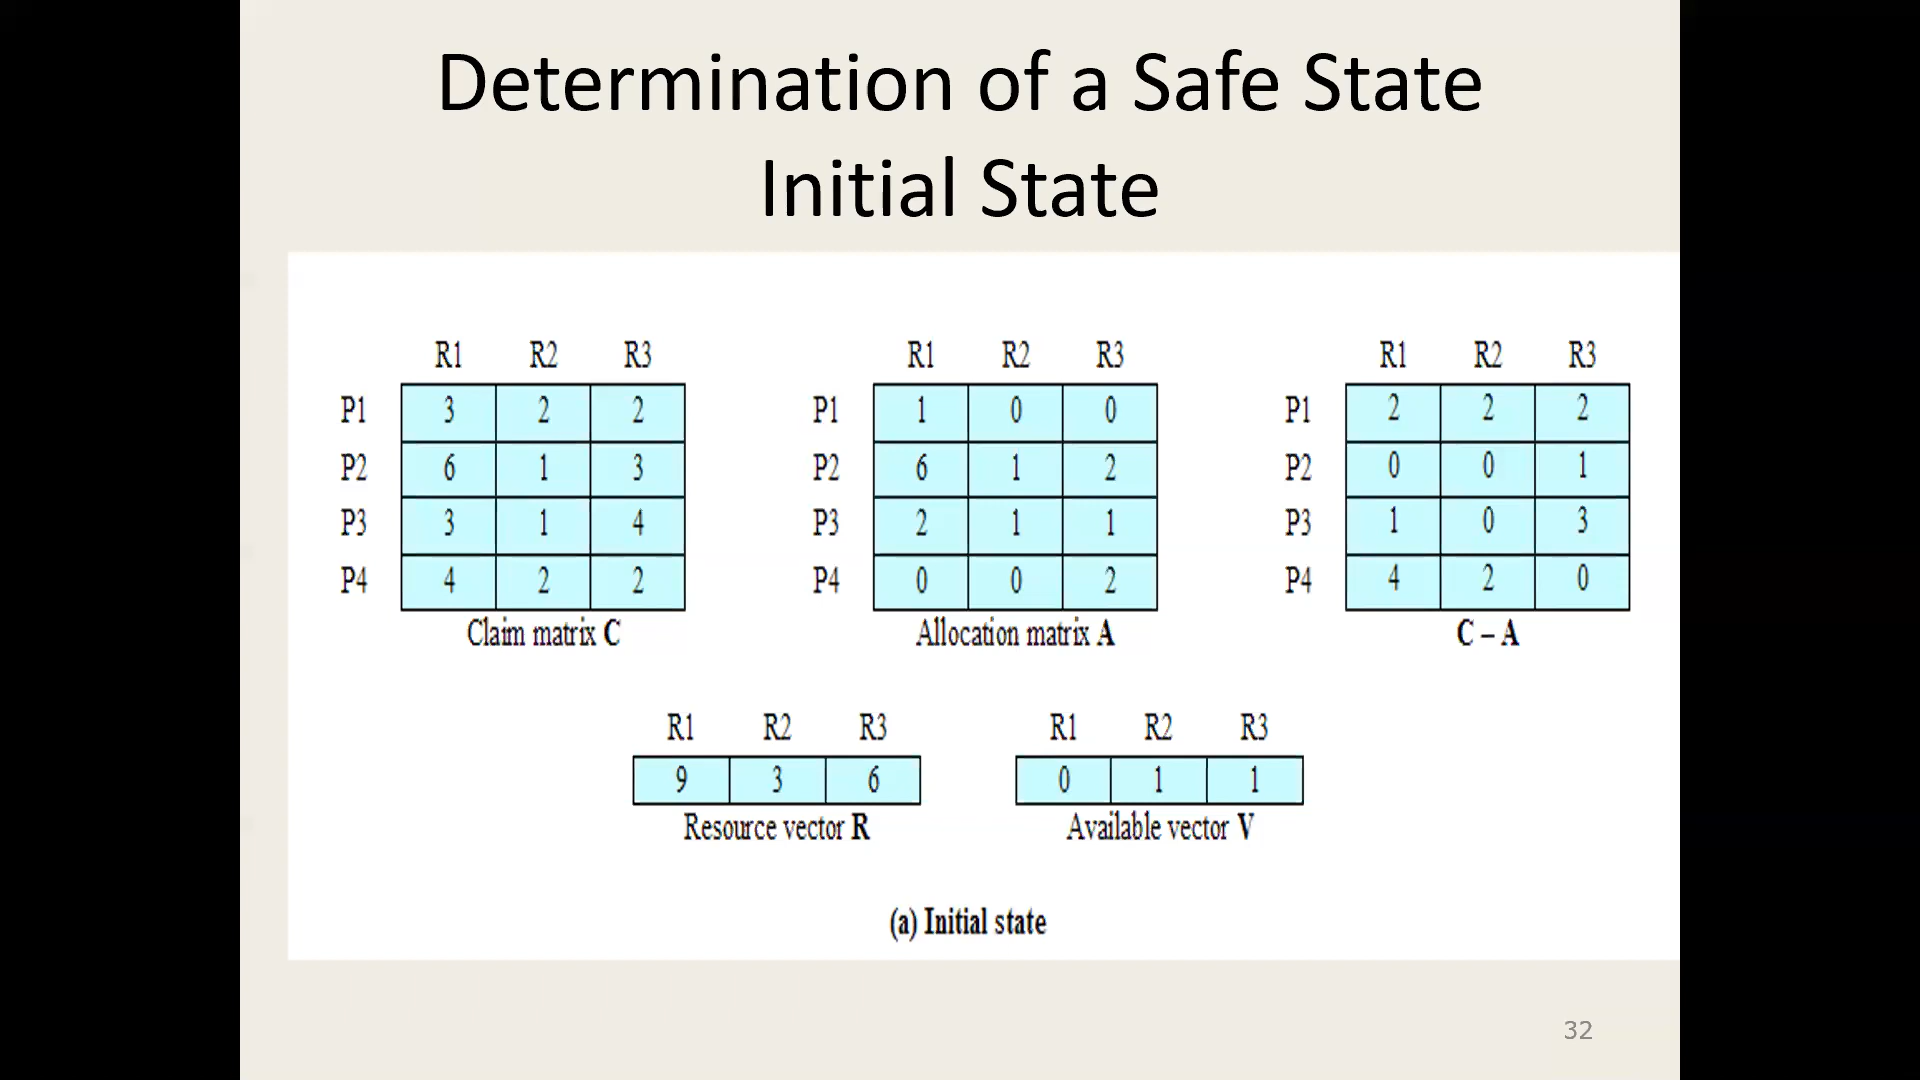 Determination of a Safe State
Initial State
R1 R2 R3 R1 R2 R3 R1 R2 R3
P1 3 2 2 P1 1 0 0 P1 2 2 2
P2 6 1 3 P2 6 1 2 P2 0 0 1
P3 3 1 4 P3 2 1 1 P3 1 0 3
P4 4 2 2 P4 0 0 2 P4 4 2 0
Claim matrix C Allocation matrix A C – A
R1 R2 R3 R1 R2 R3
9 3 6 0 1 1
Resource vector R Available vector V
(a) Initial state
32